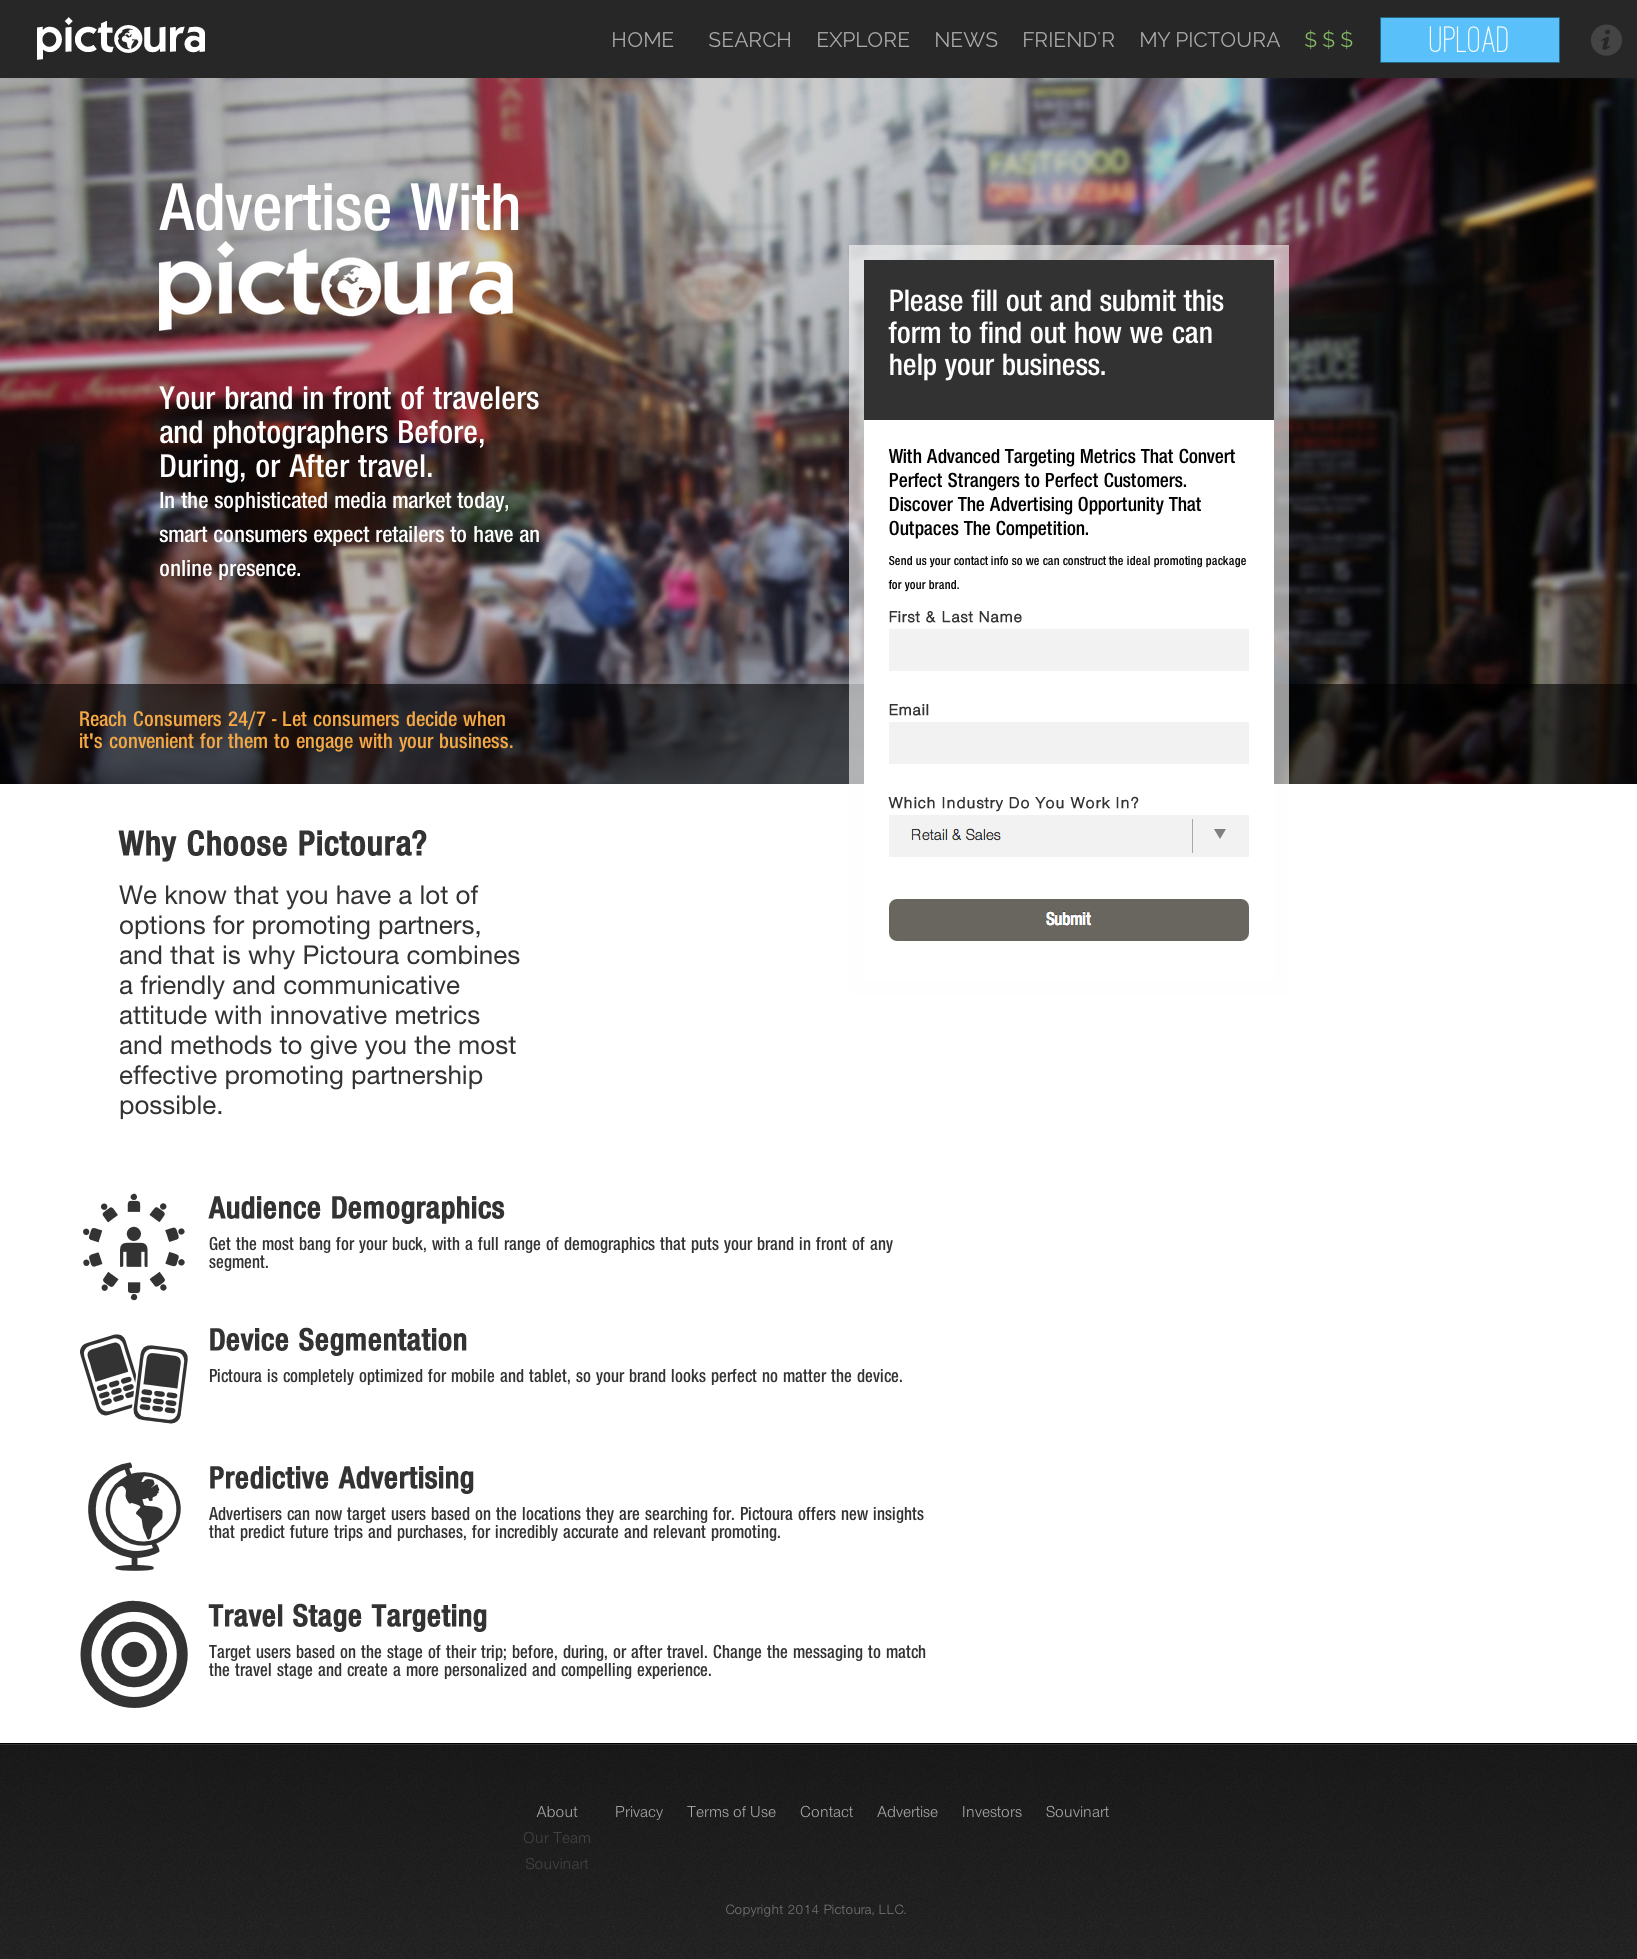 pictoura
HOME SEARCH EXPLORE NEWS FRIEND'R MY PICTOURA $ $ $ UPLOAD i
CAFE
FASTFOOD
GRILL & KEBAB
DELICE
Advertise With
pictoura
Your brand in front of travelers
and photographers Before,
During, or After travel.
In the sophisticated media market today,
smart consumers expect retailers to have an
online presence.
Reach Consumers 24/7 - Let consumers decide when
it's convenient for them to engage with your business.
Please fill out and submit this
form to find out how we can
help your business.
With Advanced Targeting Metrics That Convert
Perfect Strangers to Perfect Customers.
Discover The Advertising Opportunity That
Outpaces The Competition.
Send us your contact info so we can construct the ideal promoting package
for your brand.
First & Last Name
Email
Which Industry Do You Work In?
Retail & Sales
Submit
Why Choose Pictoura?
We know that you have a lot of
options for promoting partners,
and that is why Pictoura combines
a friendly and communicative
attitude with innovative metrics
and methods to give you the most
effective promoting partnership
possible.
Audience Demographics
Get the most bang for your buck, with a full range of demographics that puts your brand in front of any
segment.
Device Segmentation
Pictoura is completely optimized for mobile and tablet, so your brand looks perfect no matter the device.
Predictive Advertising
Advertisers can now target users based on the locations they are searching for. Pictoura offers new insights
that predict future trips and purchases, for incredibly accurate and relevant promoting.
Travel Stage Targeting
Target users based on the stage of their trip; before, during, or after travel. Change the messaging to match
the travel stage and create a more personalized and compelling experience.
About Privacy Terms of Use Contact Advertise Investors Souvinart
Our Team
Souvinart
Copyright 2014 Pictoura, LLC.